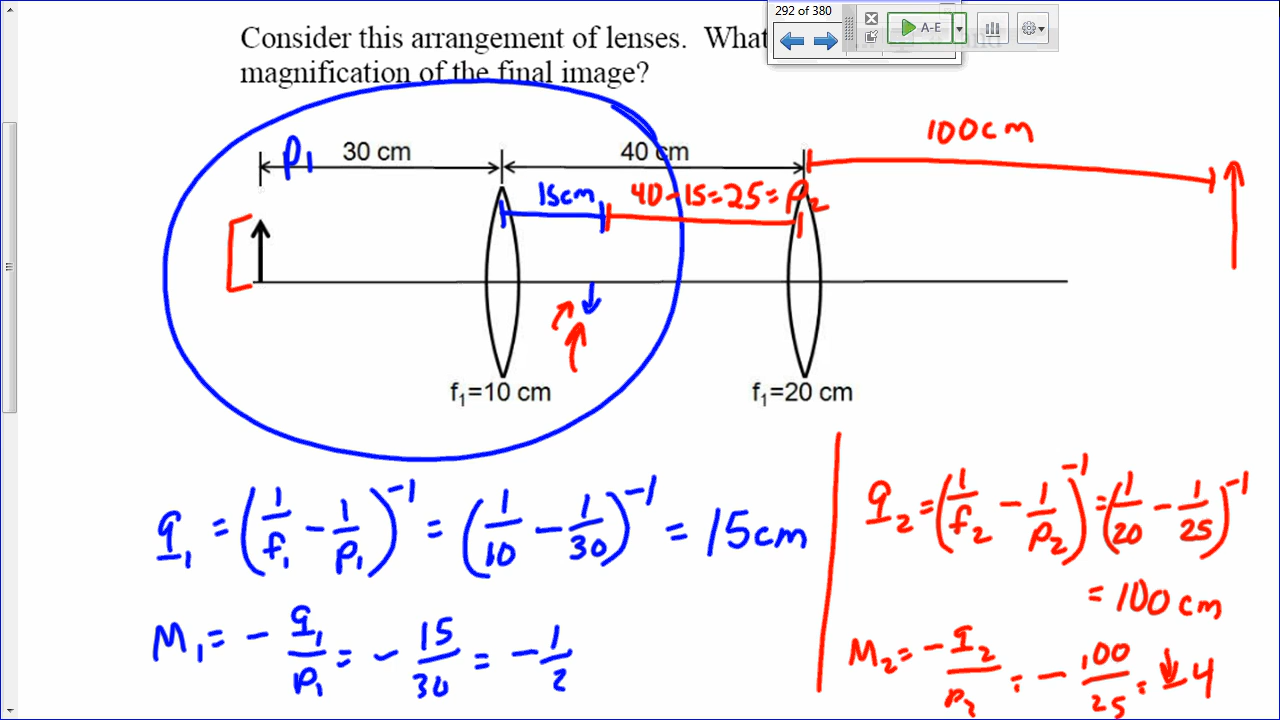 292 of 380
A-E
Consider this arrangement of lenses. What
magnification of the final image?
100cm
P₁ 30 cm 40 cm
15cm 40-15=25=P₂
f₁=10 cm f₁=20 cm
q₁ = (1/f₁ - 1/P₁)⁻¹ = (1/10 - 1/30)⁻¹ = 15cm
q₂ = (1/f₂ - 1/P₂)⁻¹ = (1/20 - 1/25)⁻¹
= 100 cm
M₁ = - q₁/P₁ = - 15/30 = - 1/2
M₂ = - q₂/P₂ = - 100/25 = - 4